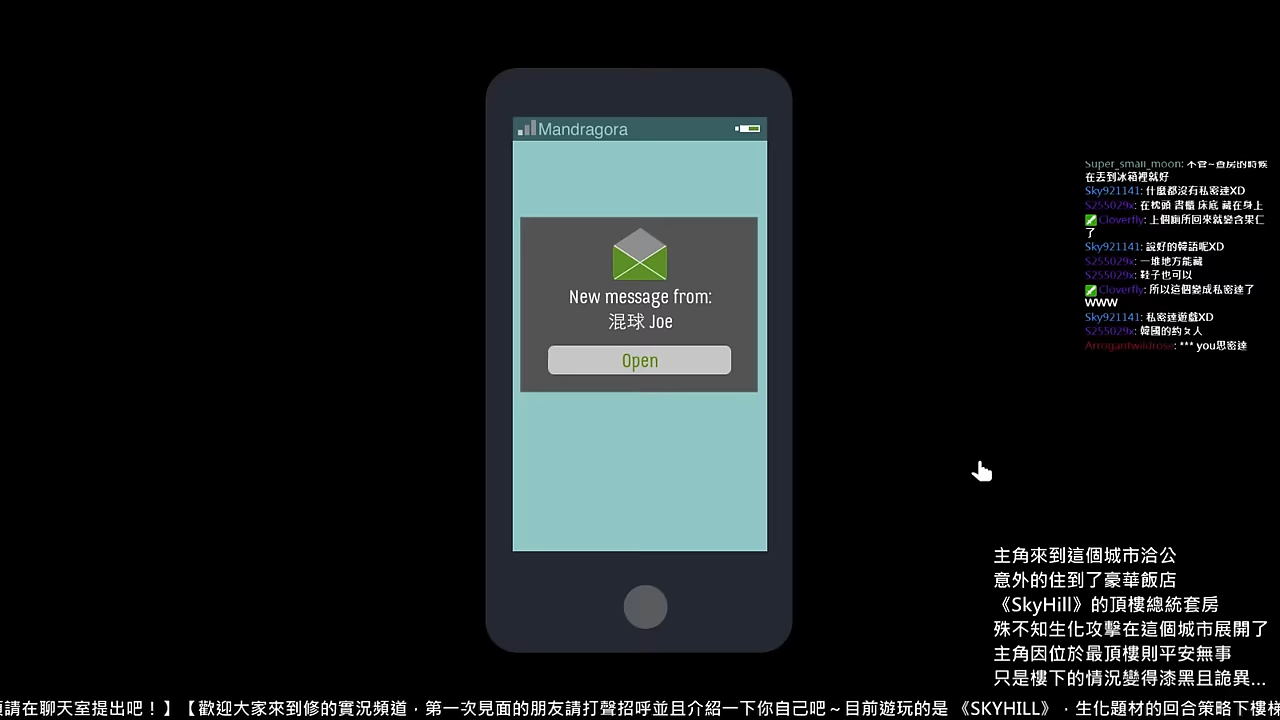 Mandragora
New message from:
混球 Joe
Open
Super_small_moon: 不管~查房的時候
在丟到冰箱裡就好
Sky921141: 什麼都沒有私密達XD
S255029x: 在枕頭 書櫃 床底 藏在身上
Cloverfly: 上個廁所回來就變含果仁
了
Sky921141: 說好的韓語呢XD
S255029x: 一堆地方能藏
S255029x: 鞋子也可以
Cloverfly: 所以這個變成私密達了
WWW
Sky921141: 私密達遊戲XD
S255029x: 韓國的約ㄆ人
Arrogantwildrose: *** you思密達
主角來到這個城市洽公
意外的住到了豪華飯店
《SkyHill》的頂樓總統套房
殊不知生化攻擊在這個城市展開了
主角因位於最頂樓則平安無事
只是樓下的情況變得漆黑且詭異...
請在聊天室提出吧！】【歡迎大家來到修的實況頻道，第一次見面的朋友請打聲招呼並且介紹一下你自己吧～目前遊玩的是 《SKYHILL》，生化題材的回合策略下樓